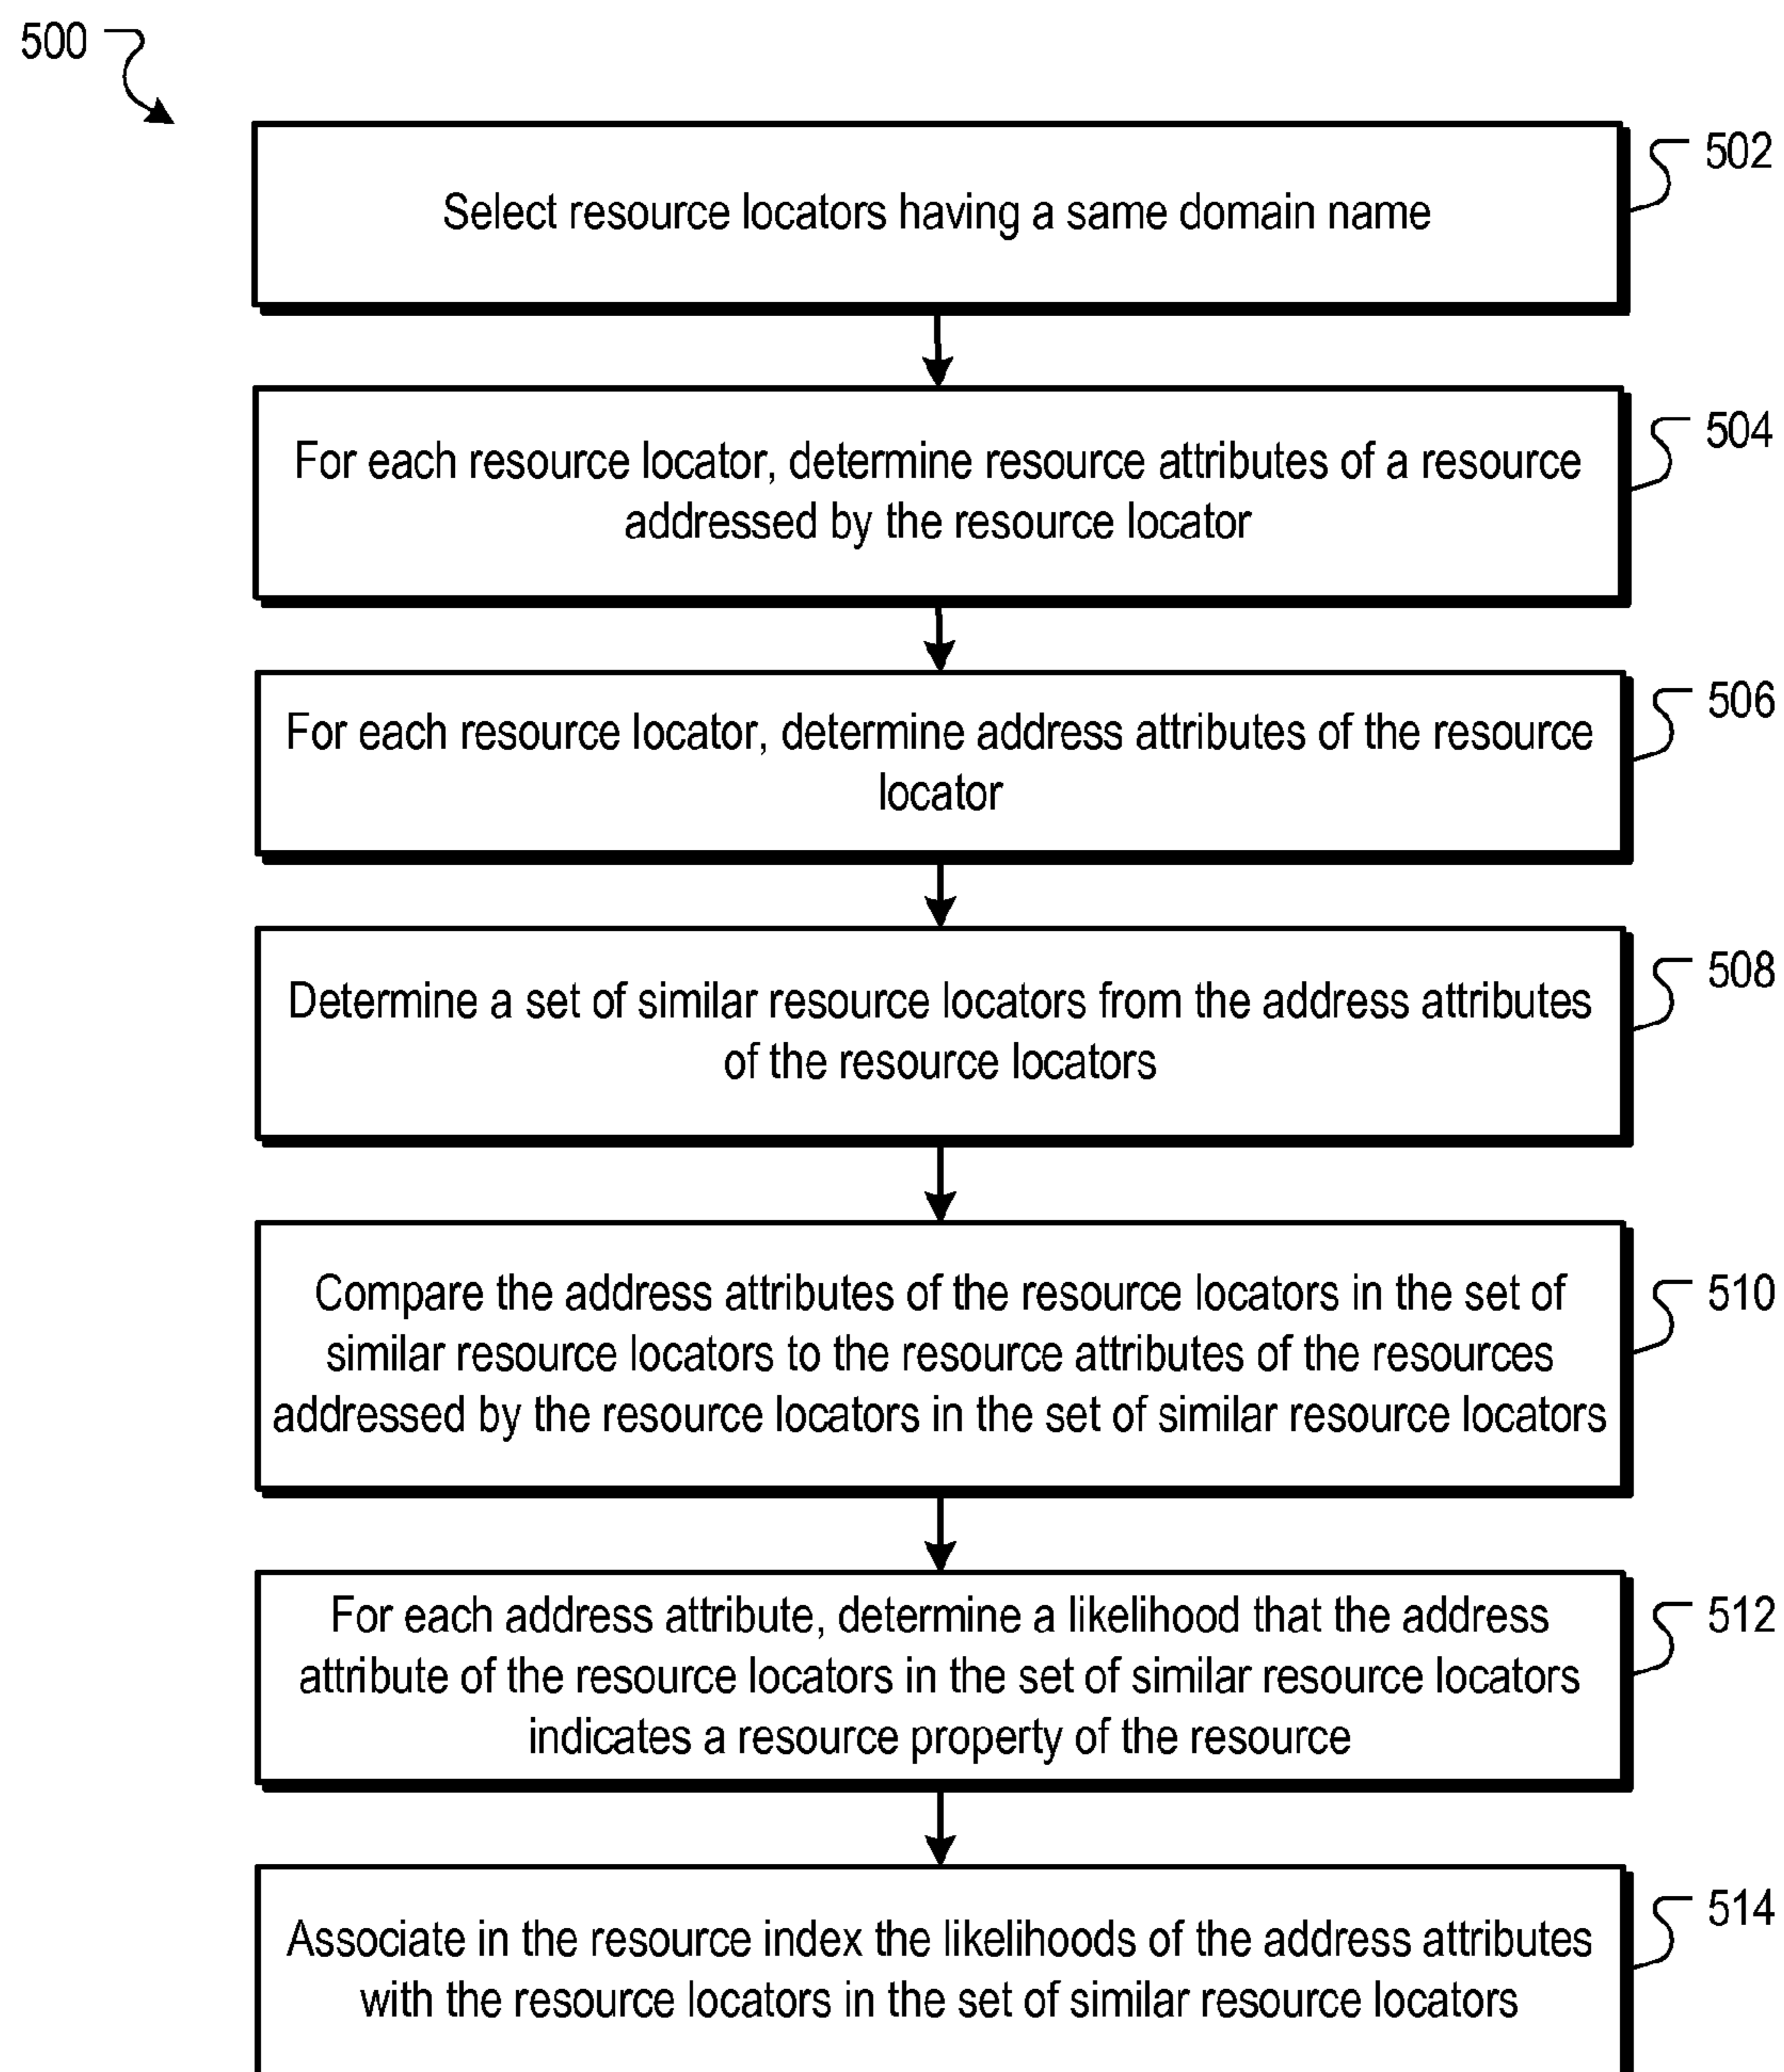 500
502
Select resource locators having a same domain name
504
For each resource locator, determine resource attributes of a resource
addressed by the resource locator
506
For each resource locator, determine address attributes of the resource
locator
508
Determine a set of similar resource locators from the address attributes
of the resource locators
510
Compare the address attributes of the resource locators in the set of
similar resource locators to the resource attributes of the resources
addressed by the resource locators in the set of similar resource locators
512
For each address attribute, determine a likelihood that the address
attribute of the resource locators in the set of similar resource locators
indicates a resource property of the resource
514
Associate in the resource index the likelihoods of the address attributes
with the resource locators in the set of similar resource locators